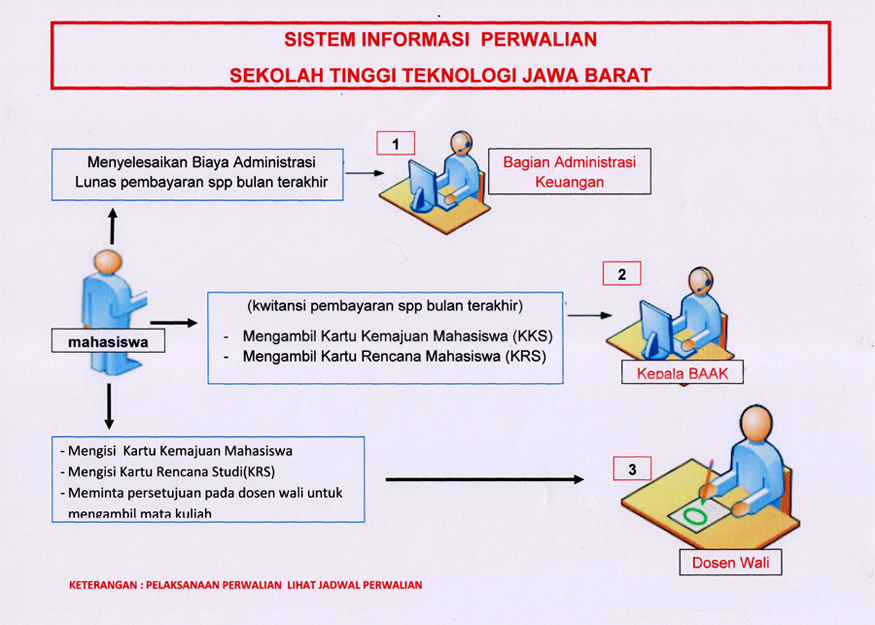 SISTEM INFORMASI PERWALIAN
SEKOLAH TINGGI TEKNOLOGI JAWA BARAT
1
Menyelesaikan Biaya Administrasi
Lunas pembayaran spp bulan terakhir
Bagian Administrasi
Keuangan
2
(kwitansi pembayaran spp bulan terakhir)
- Mengambil Kartu Kemajuan Mahasiswa (KKS)
- Mengambil Kartu Rencana Mahasiswa (KRS)
mahasiswa
Kepala BAAK
- Mengisi Kartu Kemajuan Mahasiswa
- Mengisi Kartu Rencana Studi(KRS)
- Meminta persetujuan pada dosen wali untuk
mengambil mata kuliah
3
Dosen Wali
KETERANGAN : PELAKSANAAN PERWALIAN LIHAT JADWAL PERWALIAN